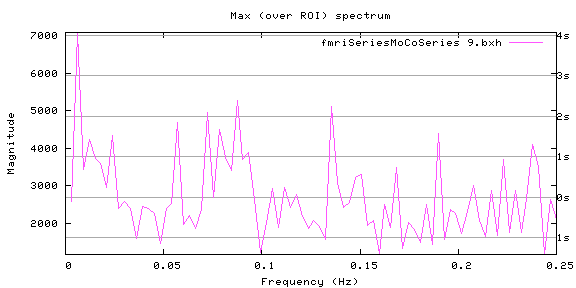 Max (over ROI) spectrum
fmriSeriesMoCoSeries 9.bxh
7000
6000
5000
4000
3000
2000
Magnitude
4s
3s
2s
1s
0s
1s
0
0.05
0.1
0.15
0.2
0.25
Frequency (Hz)